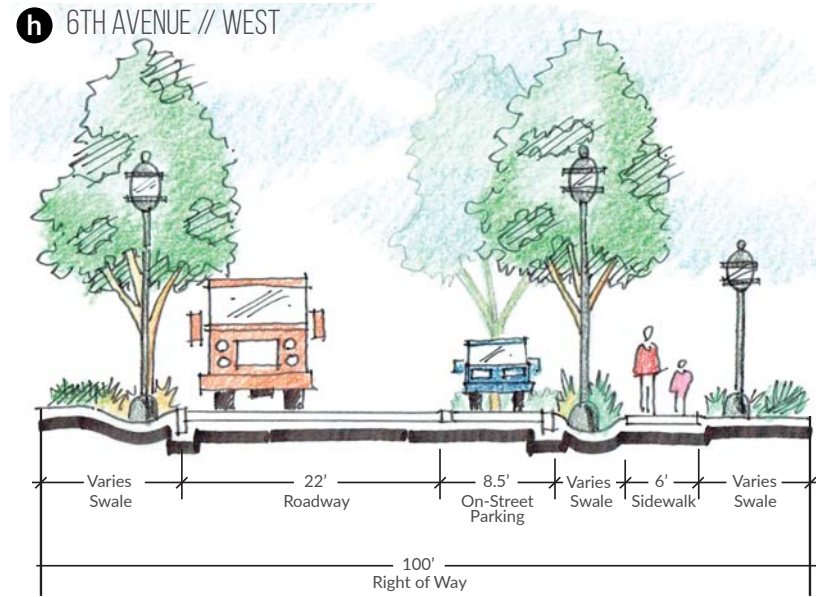 h 6TH AVENUE // WEST
Varies
Swale
22’
Roadway
8.5’
On-Street
Parking
Varies
Swale
6’
Sidewalk
Varies
Swale
100’
Right of Way